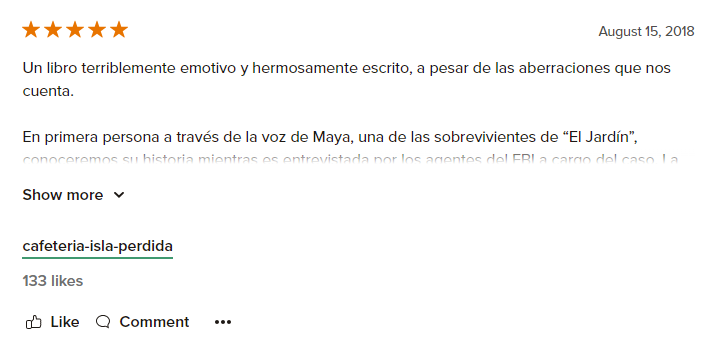 August 15, 2018
Un libro terriblemente emotivo y hermosamente escrito, a pesar de las aberraciones que nos
cuenta.
En primera persona a través de la voz de Maya, una de las sobrevivientes de “El Jardín”,
conoceremos su historia mientras es entrevistada por los agentes del FBI a cargo del caso. La
Show more
cafeteria-isla-perdida
133 likes
Like Comment